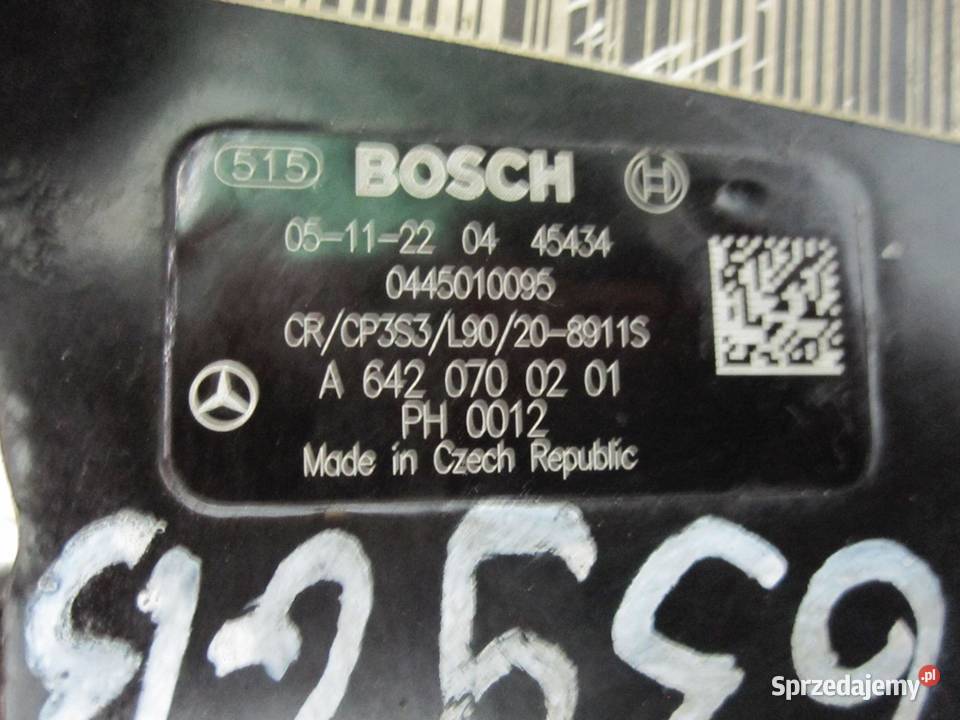 515 BOSCH
05-11-22 04 45434
0445010095
CR/CP3S3/L90/20-8911S
A 642 070 02 01
PH 0012
Made in Czech Republic
Sprzedajemy.pl